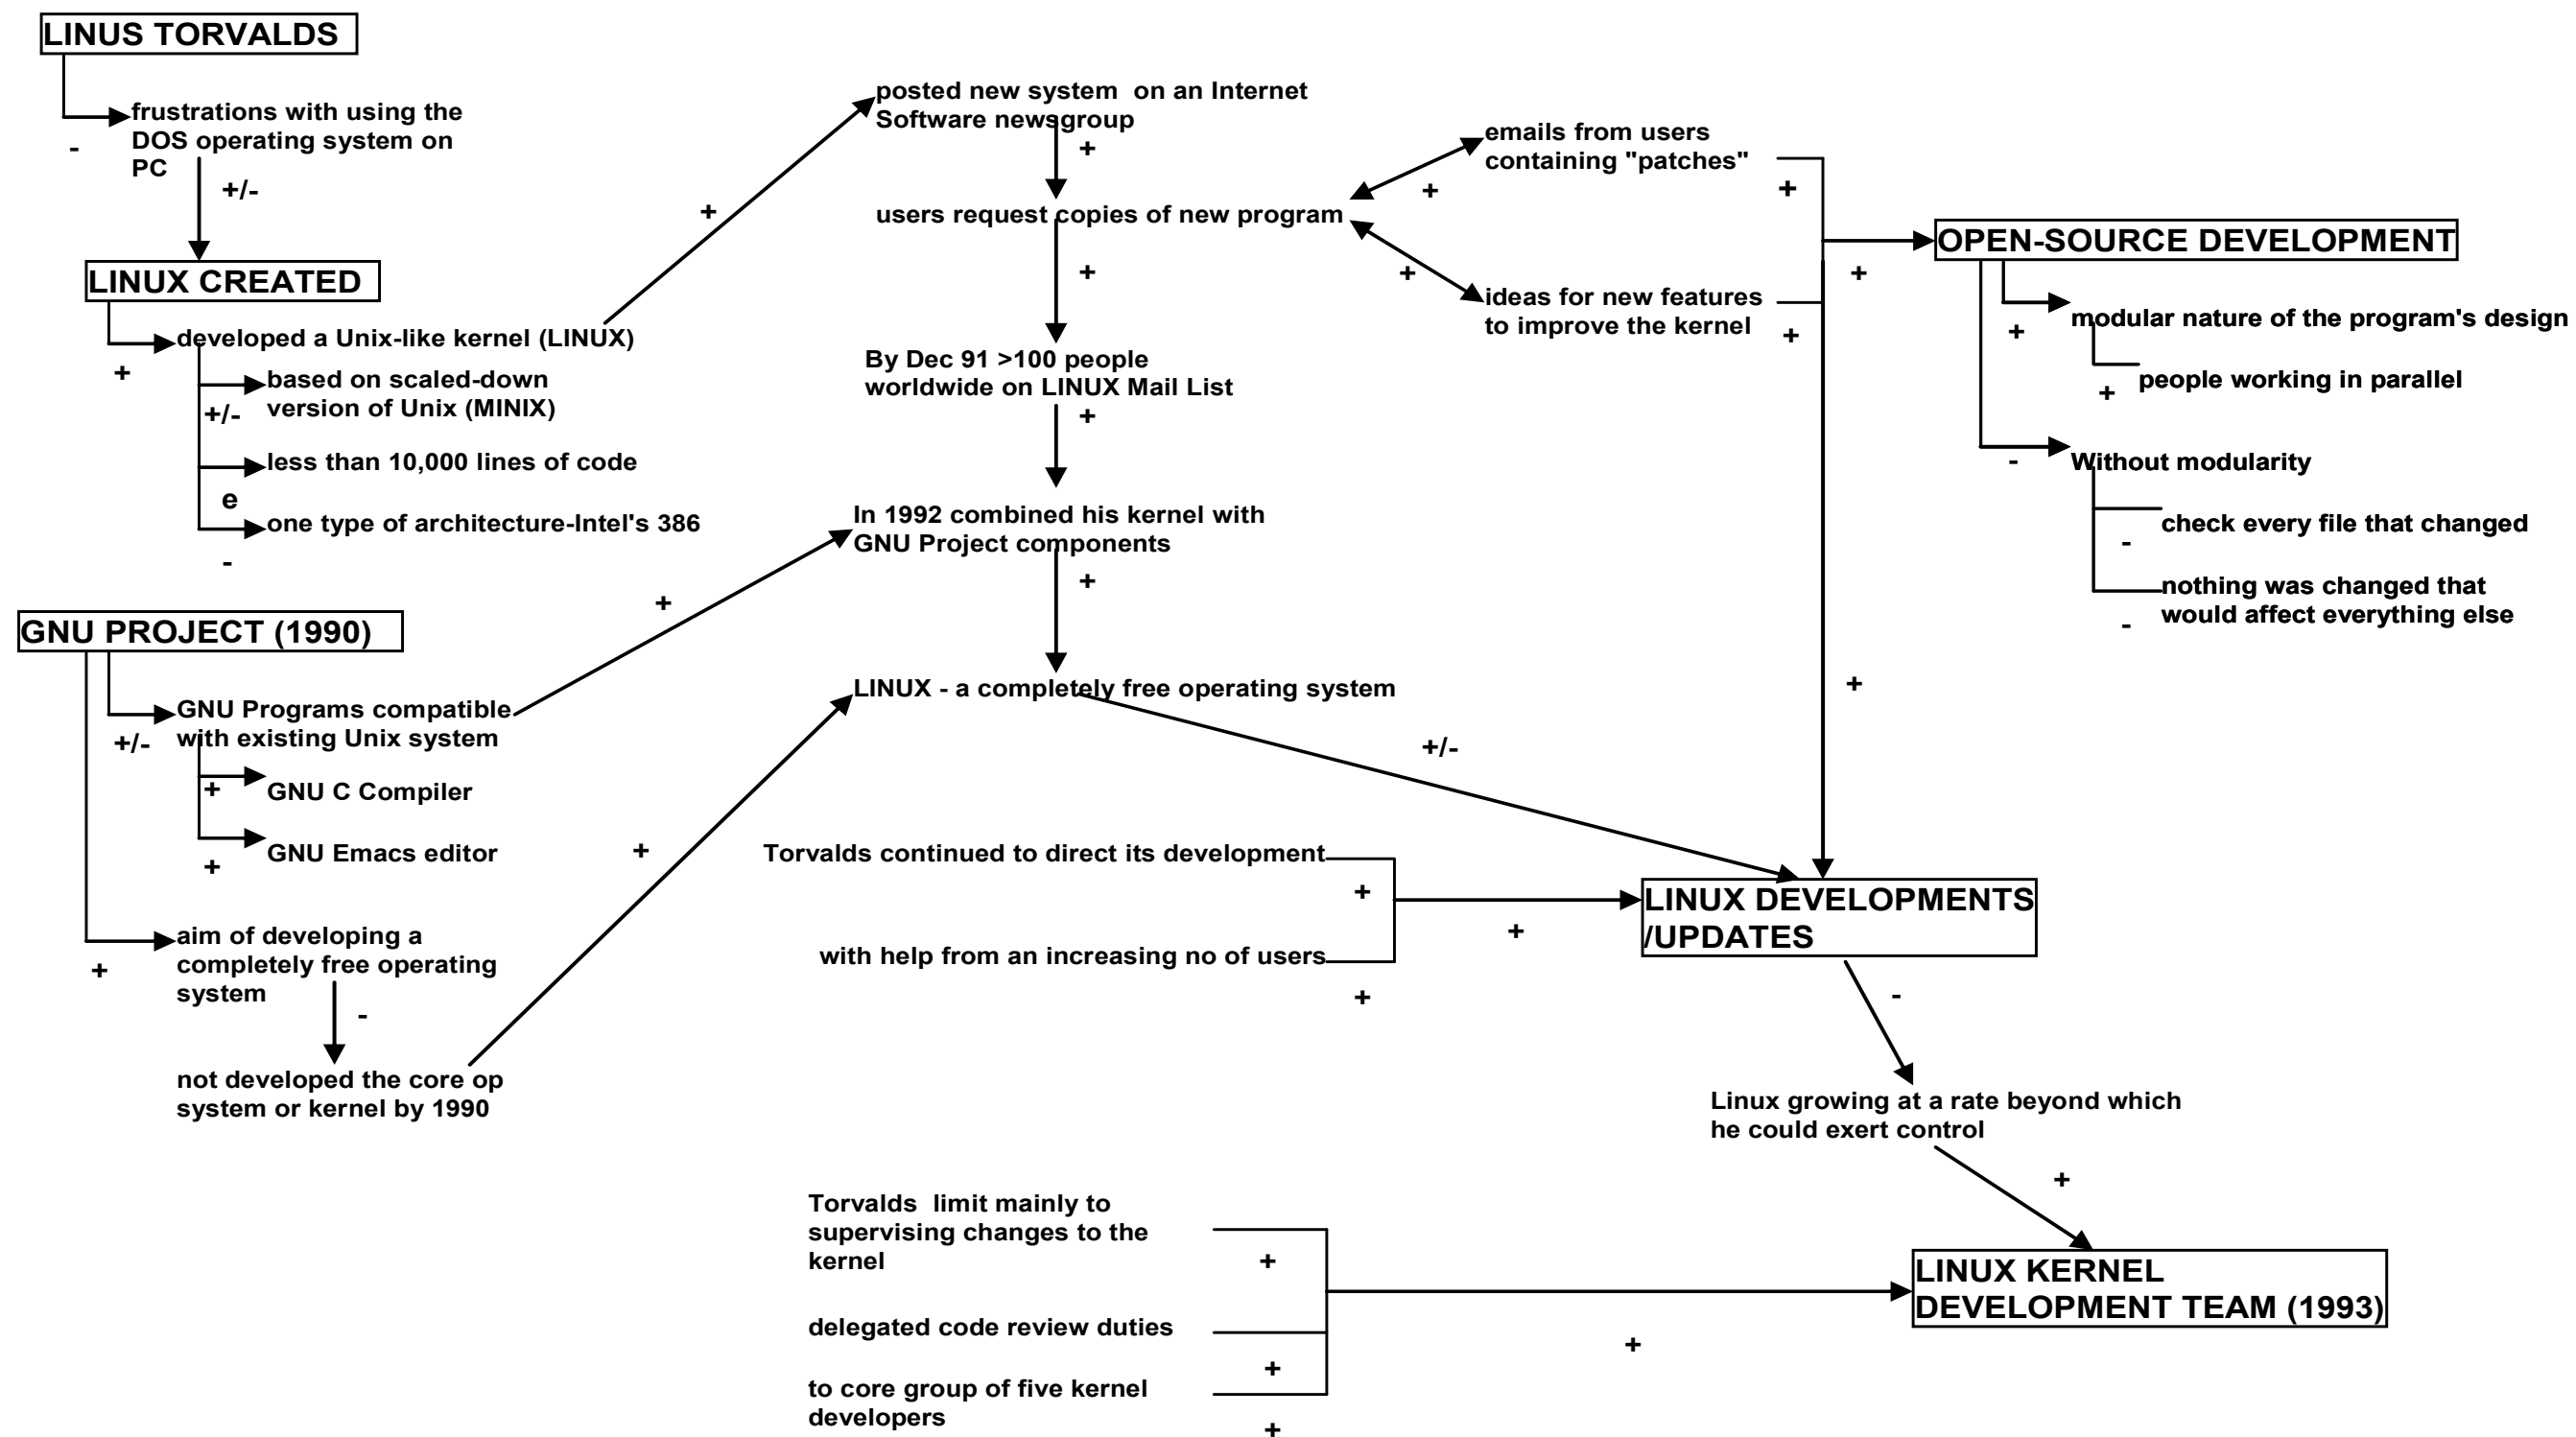 LINUS TORVALDS
frustrations with using the
DOS operating system on
PC
-
+/-
LINUX CREATED
developed a Unix-like kernel (LINUX)
+
based on scaled-down
version of Unix (MINIX)
+/-
less than 10,000 lines of code
e
one type of architecture-Intel's 386
-
GNU PROJECT (1990)
GNU Programs compatible
with existing Unix system
+/-
GNU C Compiler
+
GNU Emacs editor
+
aim of developing a
completely free operating
system
+
-
not developed the core op
system or kernel by 1990
+
+
+
posted new system on an Internet
Software newsgroup
+
users request copies of new program
+
By Dec 91 >100 people
worldwide on LINUX Mail List
+
In 1992 combined his kernel with
GNU Project components
+
LINUX - a completely free operating system
+/-
emails from users
containing "patches"
+
+
ideas for new features
to improve the kernel
+
+
+
+
OPEN-SOURCE DEVELOPMENT
modular nature of the program's design
+
people working in parallel
+
Without modularity
-
check every file that changed
-
nothing was changed that
would affect everything else
-
Torvalds continued to direct its development
+
with help from an increasing no of users
+
+
LINUX DEVELOPMENTS
/UPDATES
-
Linux growing at a rate beyond which
he could exert control
+
Torvalds limit mainly to
supervising changes to the
kernel
+
delegated code review duties
+
to core group of five kernel
developers
+
+
LINUX KERNEL
DEVELOPMENT TEAM (1993)